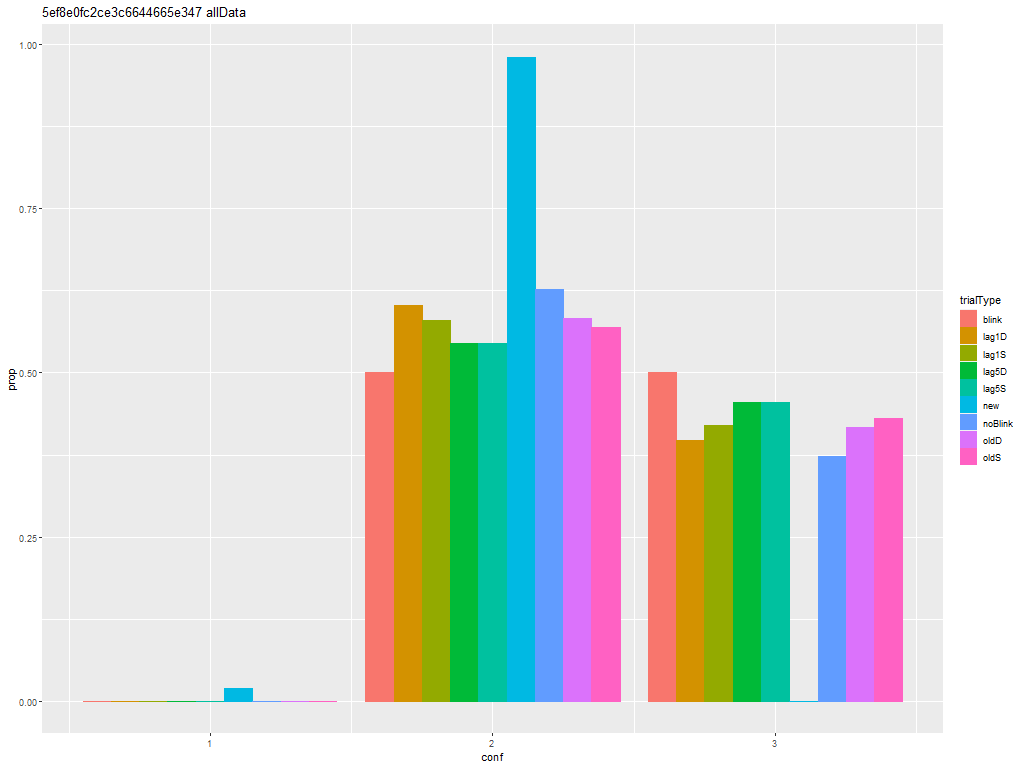 5ef8e0fc2ce3c6644665e347 allData
1.00
0.75
0.50
0.25
0.00
prop
1
2
3
conf
trialType
blink
lag1D
lag1S
lag5D
lag5S
new
noBlink
oldD
oldS